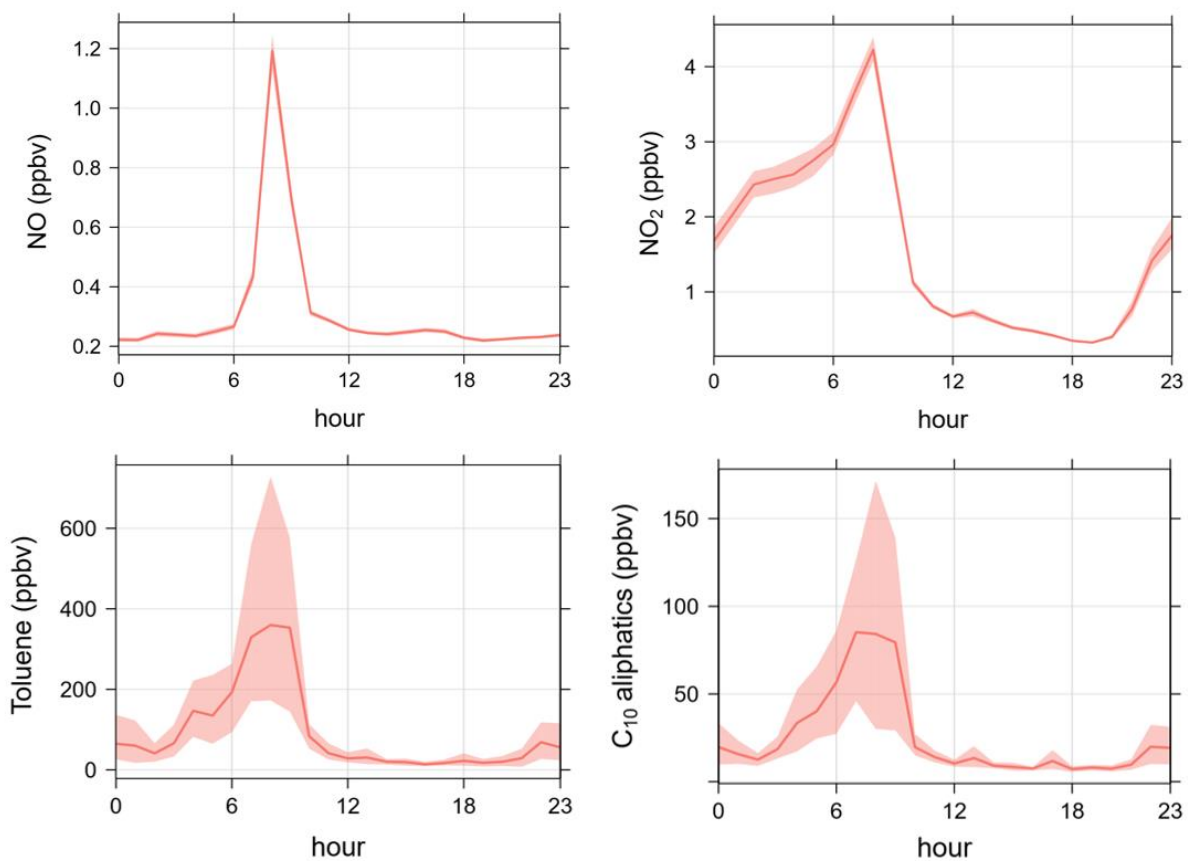 NO (ppbv)
1.2
1.0
0.8
0.6
0.4
0.2
0 6 12 18 23
hour
NO₂ (ppbv)
4
3
2
1
0 6 12 18 23
hour
Toluene (ppbv)
600
400
200
0
0 6 12 18 23
hour
C₁₀ aliphatics (ppbv)
150
100
50
0 6 12 18 23
hour